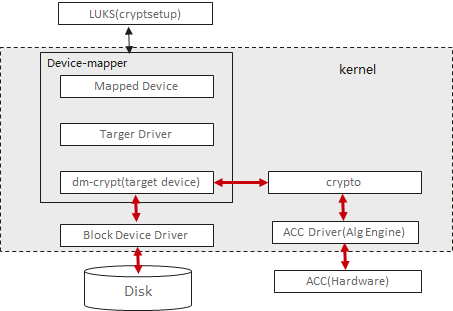 LUKS(cryptsetup)
Device-mapper
kernel
Mapped Device
Targer Driver
dm-crypt(target device)
crypto
Block Device Driver
ACC Driver(Alg Engine)
Disk
ACC(Hardware)